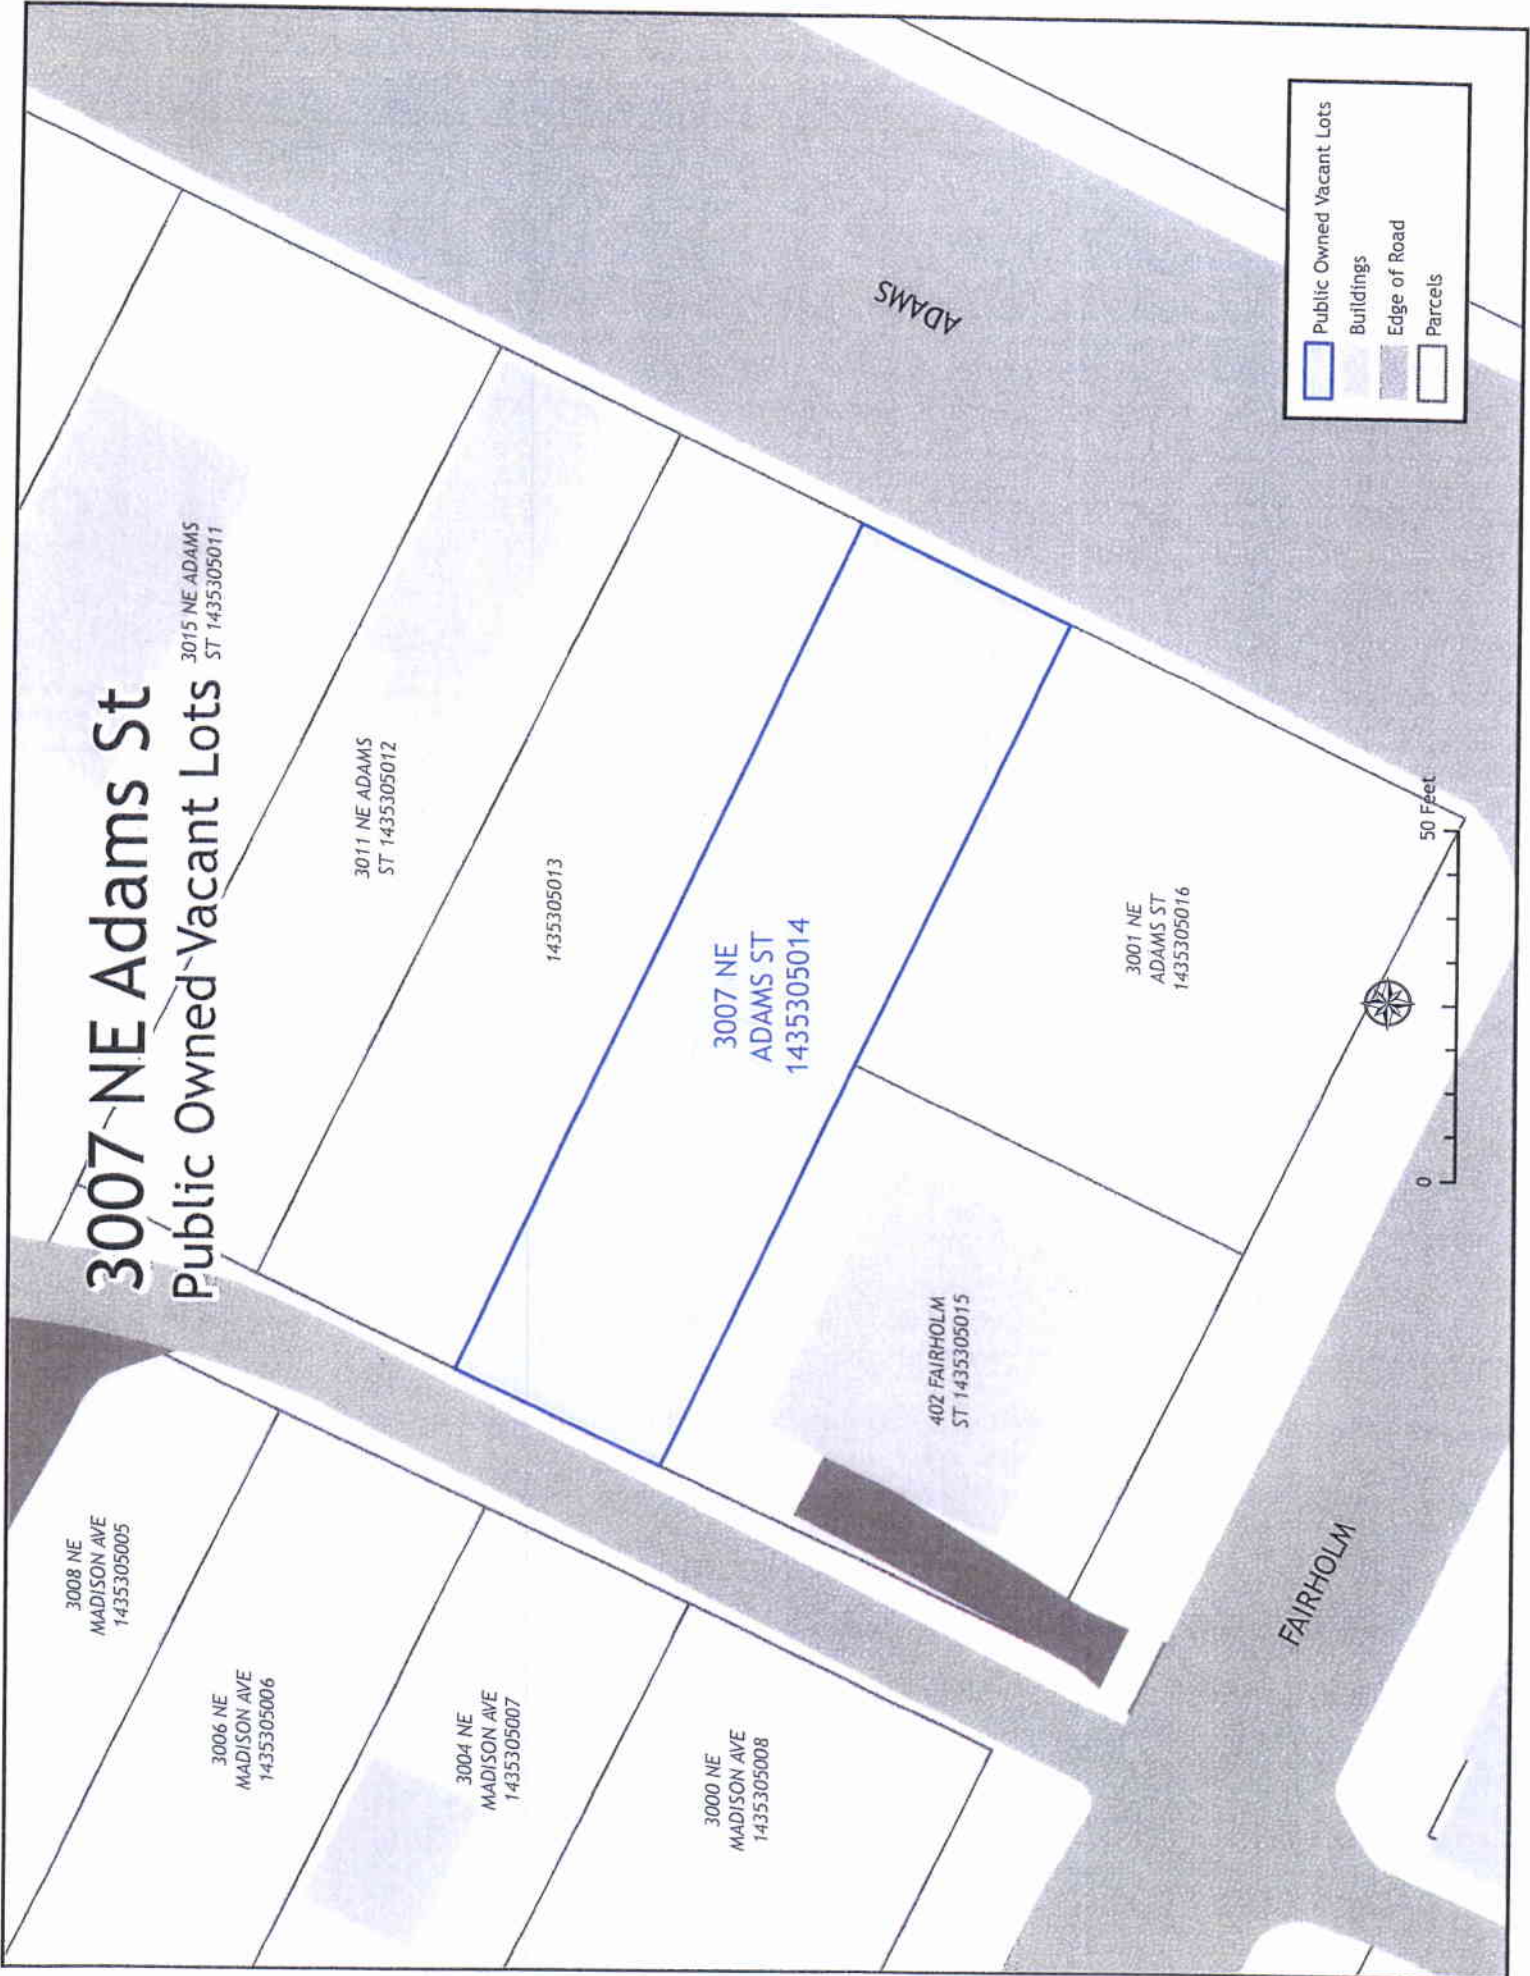 3007 NE Adams St
Public Owned Vacant Lots
3015 NE ADAMS
ST 1435305011
3011 NE ADAMS
ST 1435305012
1435305013
3007 NE
ADAMS ST
1435305014
3001 NE
ADAMS ST
1435305016
402 FAIRHOLM
ST 1435305015
3008 NE
MADISON AVE
1435305005
3006 NE
MADISON AVE
1435305006
3004 NE
MADISON AVE
1435305007
3000 NE
MADISON AVE
1435305008
ADAMS
FAIRHOLM
0
50 Feet
Public Owned Vacant Lots
Buildings
Edge of Road
Parcels